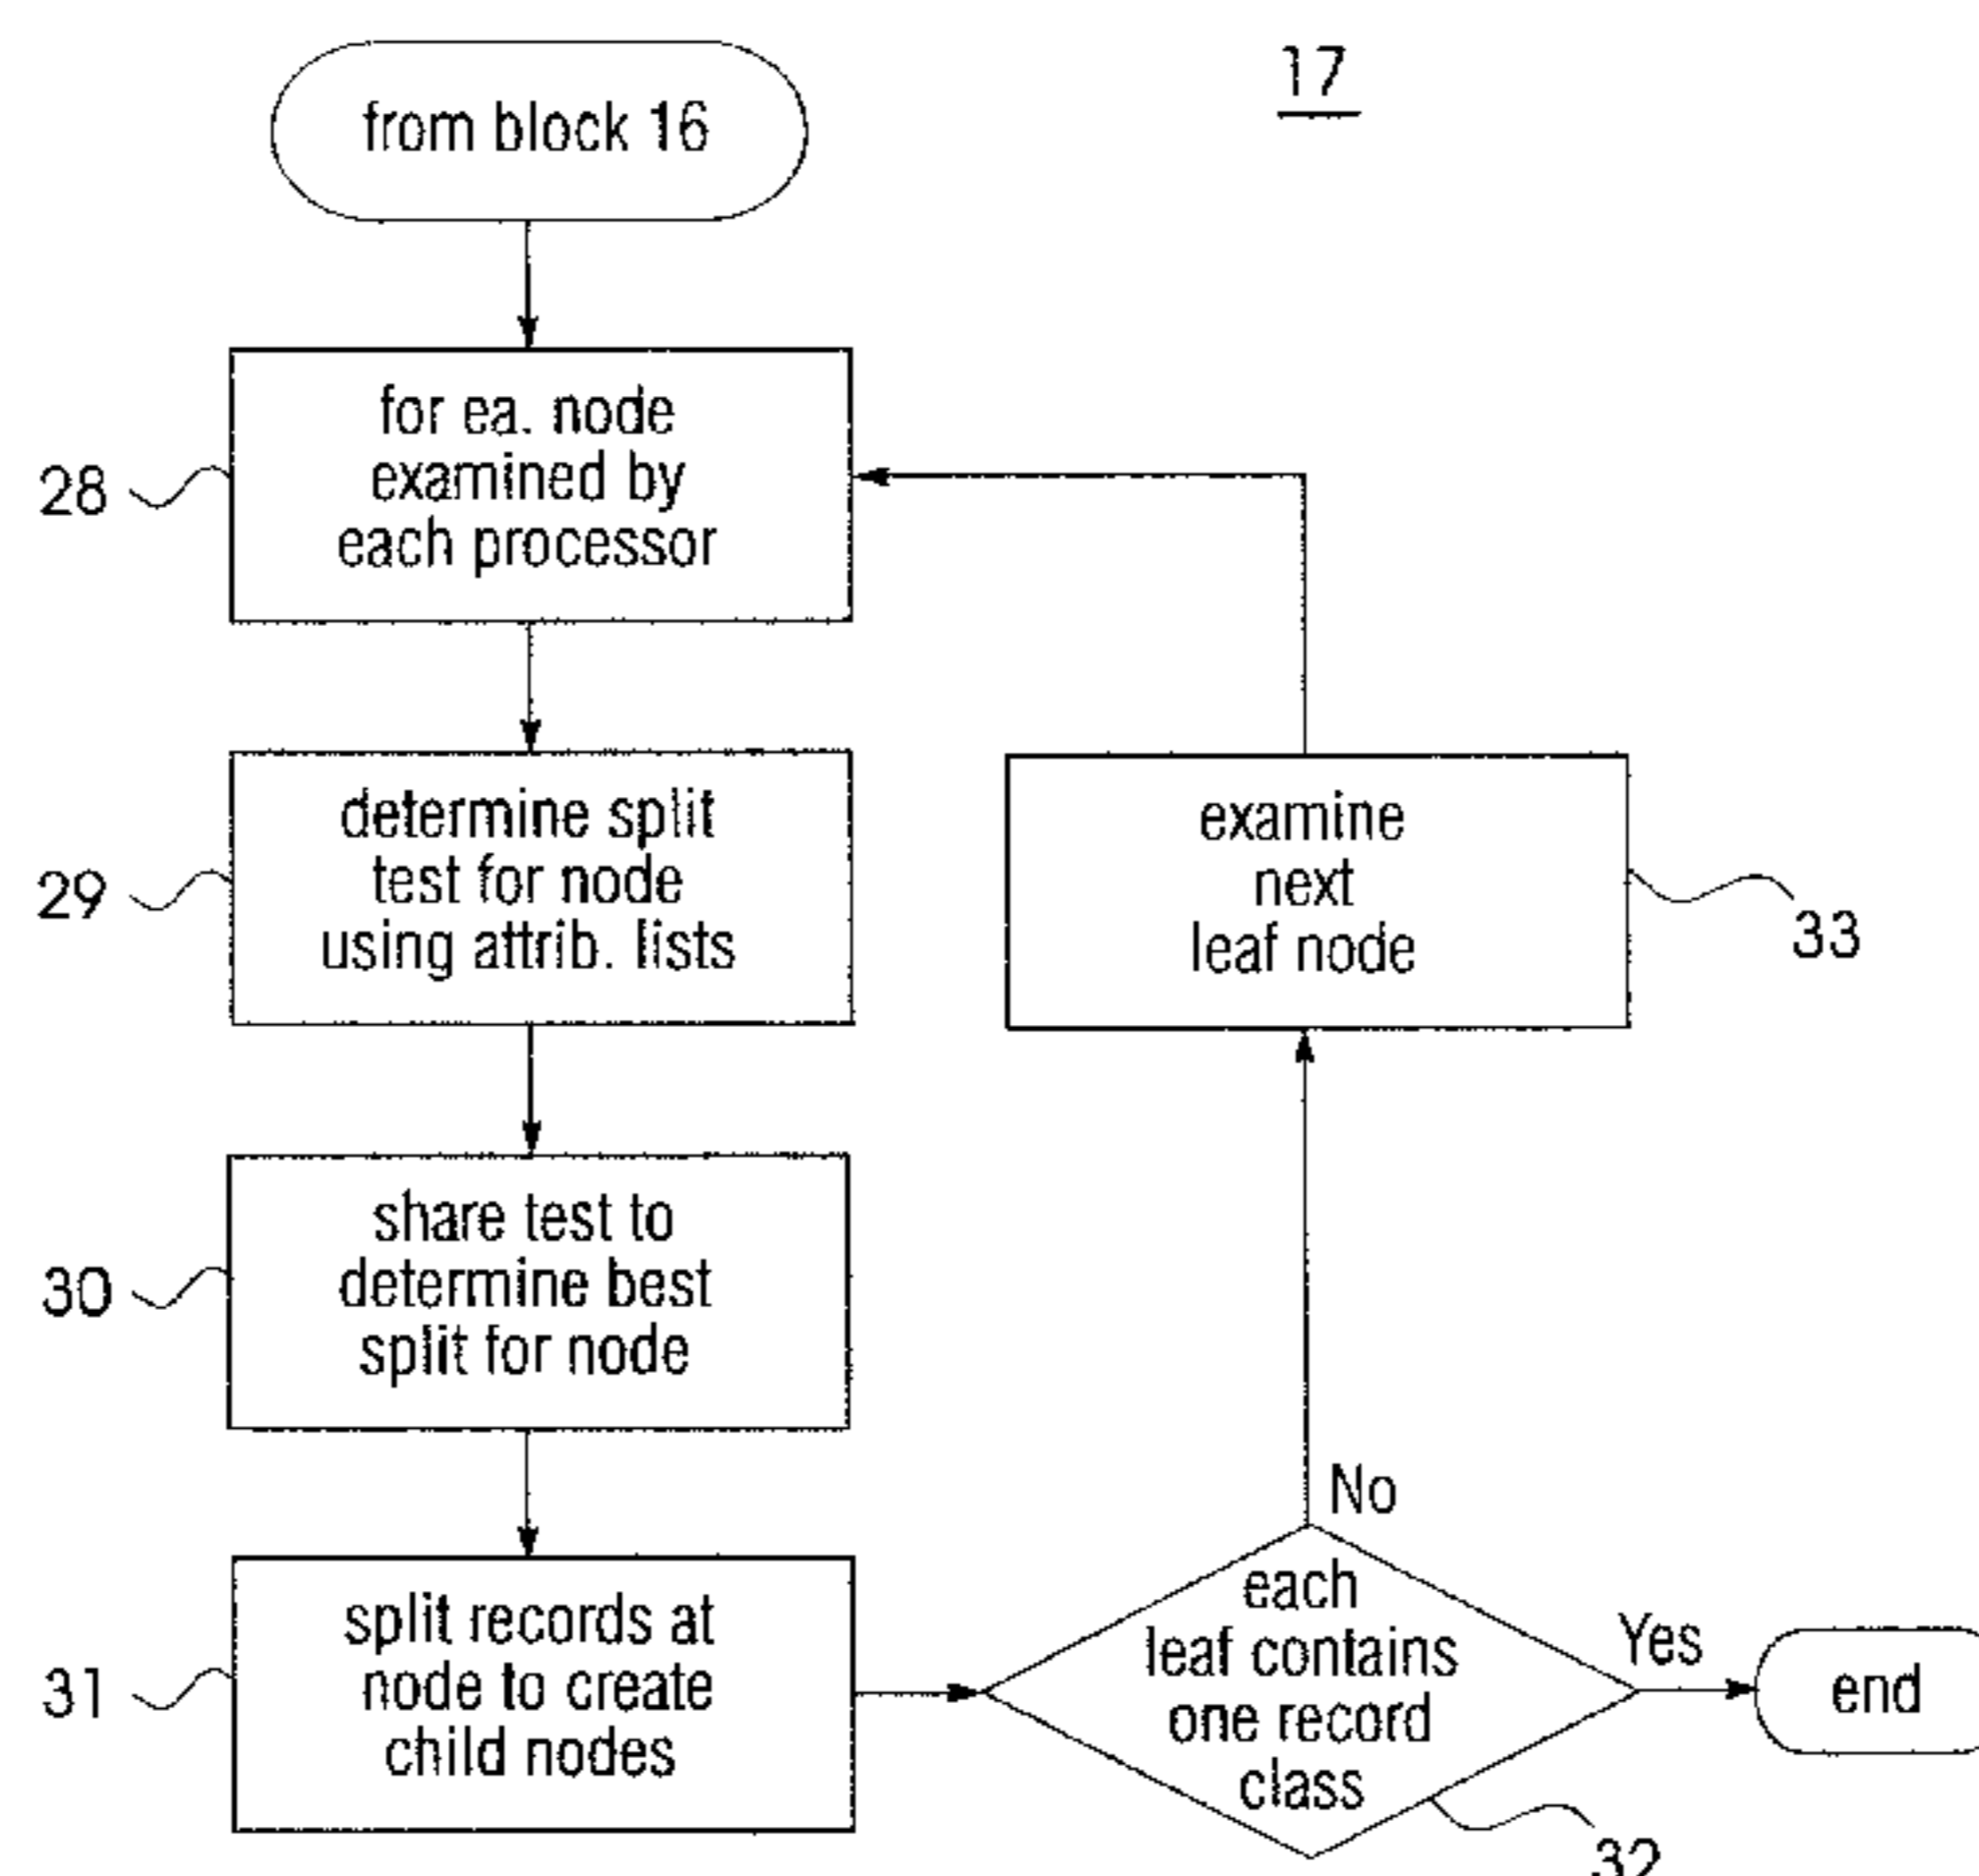 from block 16
17
for ea. node
examined by
each processor
28
determine split
test for node
using attrib. lists
29
examine
next
leaf node
33
share test to
determine best
split for node
30
No
split records at
node to create
child nodes
31
each
leaf contains
one record
class
Yes
end
32